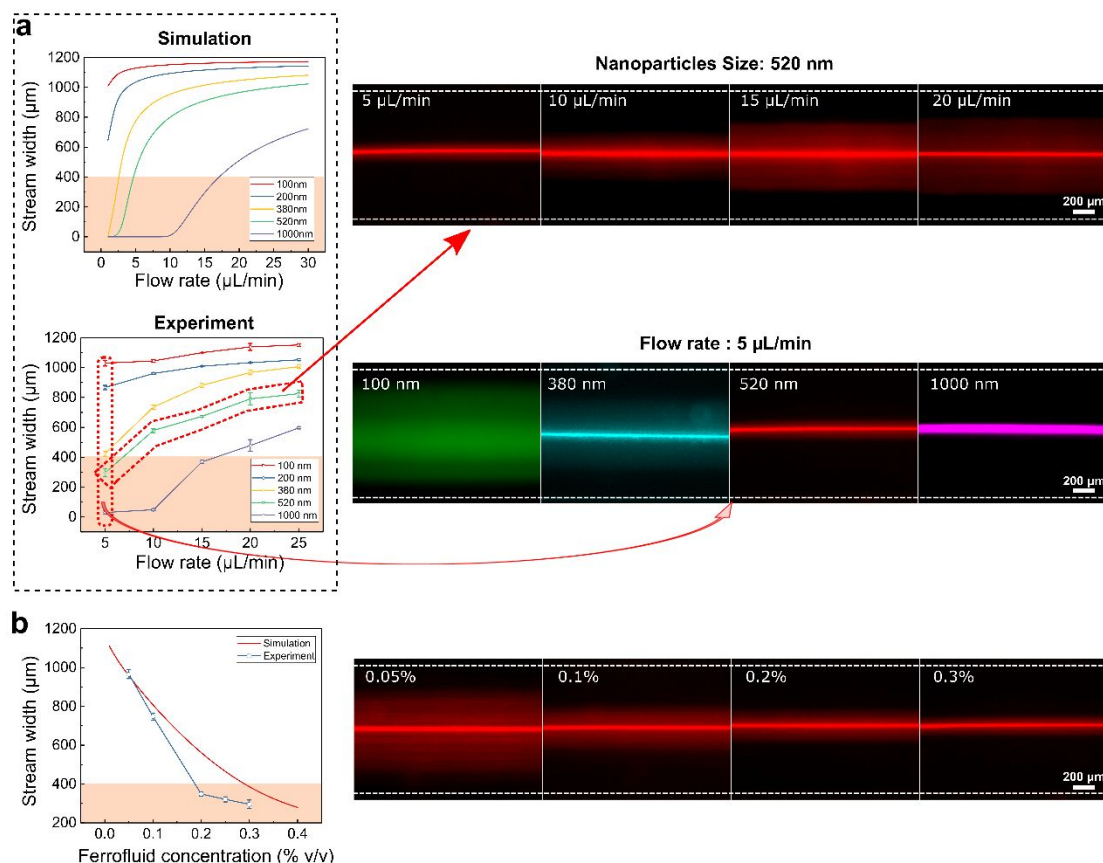 a
Simulation
Stream width (µm)
1200
1000
800
600
400
200
0
100nm
200nm
380nm
520nm
1000nm
0 5 10 15 20 25 30
Flow rate (µL/min)
Nanoparticles Size: 520 nm
5 µL/min
10 µL/min
15 µL/min
20 µL/min
200 µm
Experiment
Stream width (µm)
1200
1000
800
600
400
200
0
100 nm
200 nm
380 nm
520 nm
1000 nm
5 10 15 20 25
Flow rate (µL/min)
Flow rate : 5 µL/min
100 nm
380 nm
520 nm
1000 nm
200 µm
b
Stream width (µm)
1200
1000
800
600
400
200
Simulation
Experiment
0.0 0.1 0.2 0.3 0.4
Ferrofluid concentration (% v/v)
0.05%
0.1%
0.2%
0.3%
200 µm